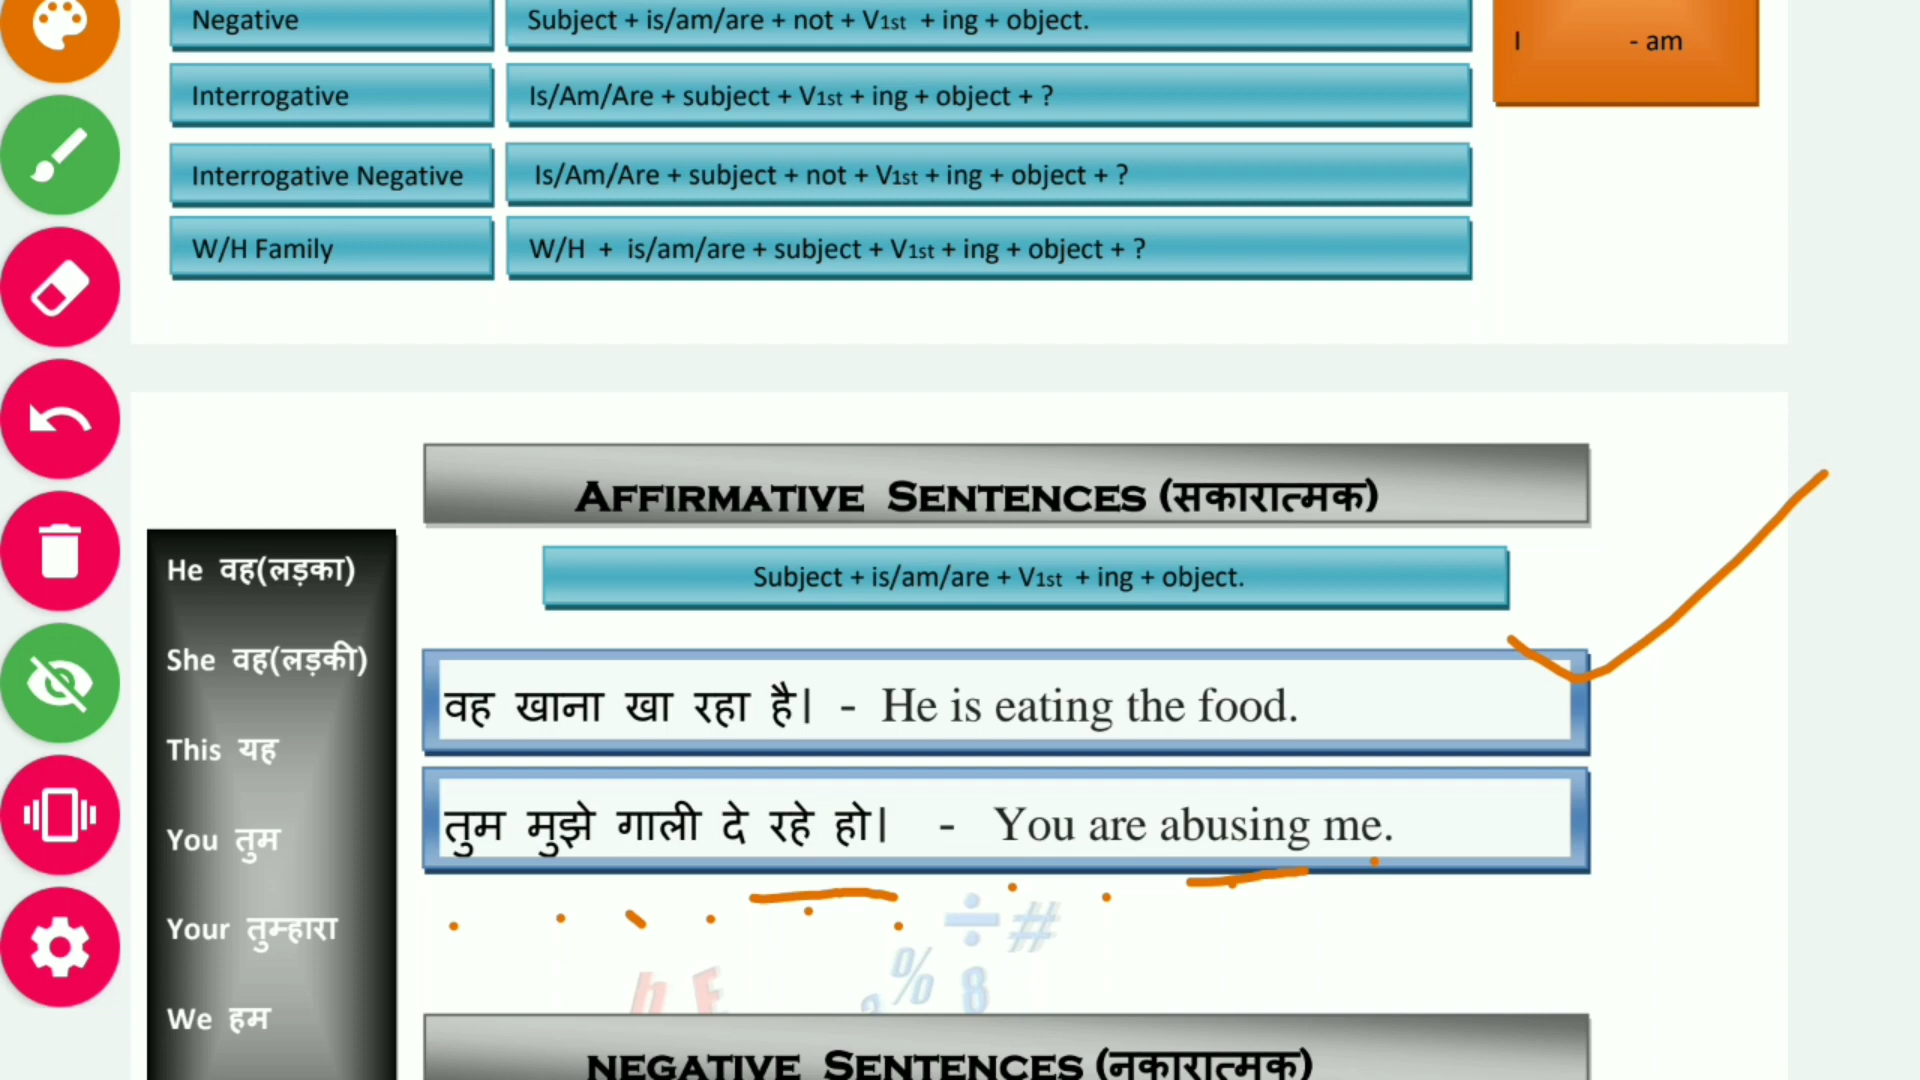 Negative
Subject + is/am/are + not + V1st + ing + object.
I - am
Interrogative
Is/Am/Are + subject + V1st + ing + object + ?
Interrogative Negative
Is/Am/Are + subject + not + V1st + ing + object + ?
W/H Family
W/H + is/am/are + subject + V1st + ing + object + ?
AFFIRMATIVE SENTENCES (सकारात्मक)
Subject + is/am/are + V1st + ing + object.
He वह(लड़का)
She वह(लड़की)
This यह
You तुम
Your तुम्हारा
We हम
वह खाना खा रहा है| - He is eating the food.
तुम मुझे गाली दे रहे हो| - You are abusing me.
÷ #
% 8
h E
NEGATIVE SENTENCES (नकारात्मक)